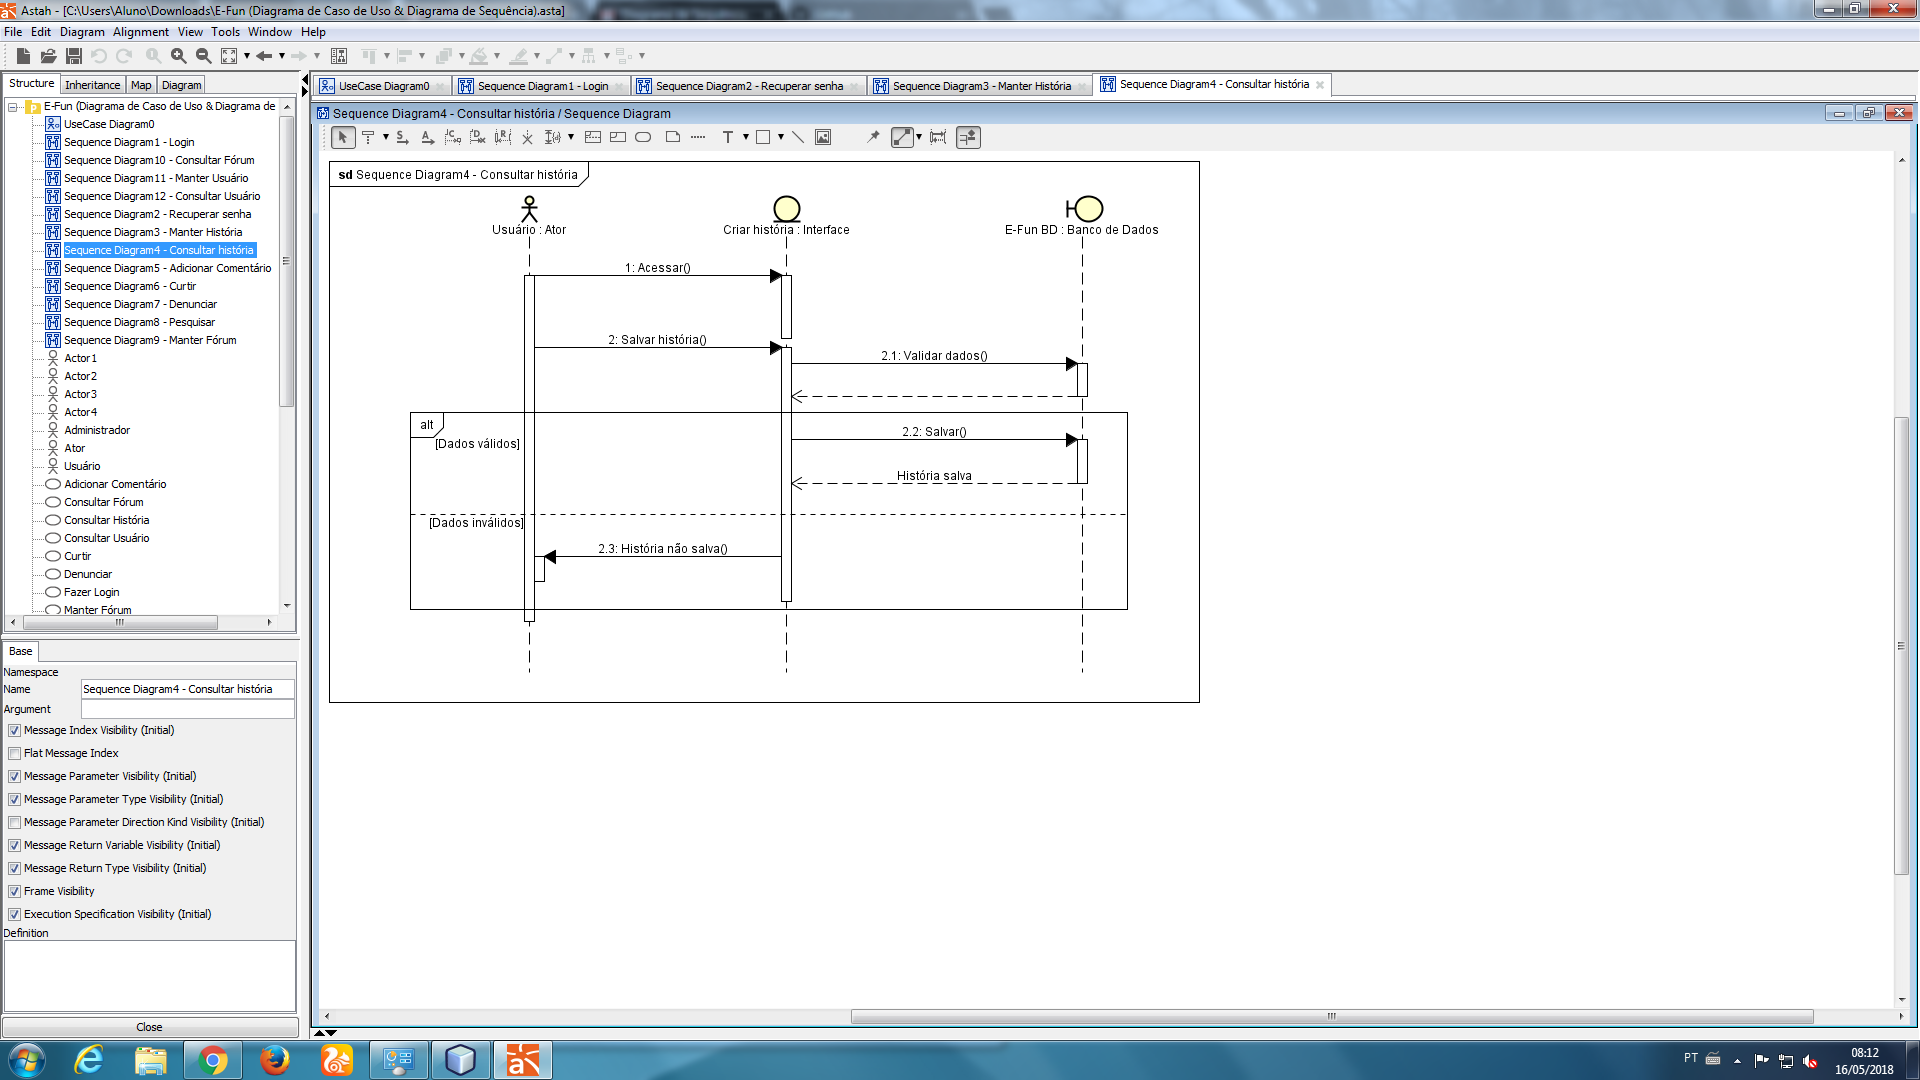 Astah - [C:\Users\Aluno\Downloads\E-Fun (Diagrama de Caso de Uso & Diagrama de Sequência).asta]
File Edit Diagram Alignment View Tools Window Help
Structure Inheritance Map Diagram
E-Fun (Diagrama de Caso de Uso & Diagrama de
UseCase Diagram0
Sequence Diagram1 - Login
Sequence Diagram10 - Consultar Fórum
Sequence Diagram11 - Manter Usuário
Sequence Diagram12 - Consultar Usuário
Sequence Diagram2 - Recuperar senha
Sequence Diagram3 - Manter História
Sequence Diagram4 - Consultar história
Sequence Diagram5 - Adicionar Comentário
Sequence Diagram6 - Curtir
Sequence Diagram7 - Denunciar
Sequence Diagram8 - Pesquisar
Sequence Diagram9 - Manter Fórum
Actor1
Actor2
Actor3
Actor4
Administrador
Ator
Usuário
Adicionar Comentário
Consultar Fórum
Consultar História
Consultar Usuário
Curtir
Denunciar
Fazer Login
Manter Fórum
Base
Namespace
Name Sequence Diagram4 - Consultar história
Argument
Message Index Visibility (Initial)
Flat Message Index
Message Parameter Visibility (Initial)
Message Parameter Type Visibility (Initial)
Message Parameter Direction Kind Visibility (Initial)
Message Return Variable Visibility (Initial)
Message Return Type Visibility (Initial)
Frame Visibility
Execution Specification Visibility (Initial)
Definition
Close
UseCase Diagram0 Sequence Diagram1 - Login Sequence Diagram2 - Recuperar senha Sequence Diagram3 - Manter História Sequence Diagram4 - Consultar história
Sequence Diagram4 - Consultar história / Sequence Diagram
sd Sequence Diagram4 - Consultar história
Usuário : Ator Criar história : Interface E-Fun BD : Banco de Dados
1: Acessar()
2: Salvar história()
2.1: Validar dados()
alt
[Dados válidos]
2.2: Salvar()
História salva
[Dados inválidos]
2.3: História não salva()
PT
08:12
16/05/2018